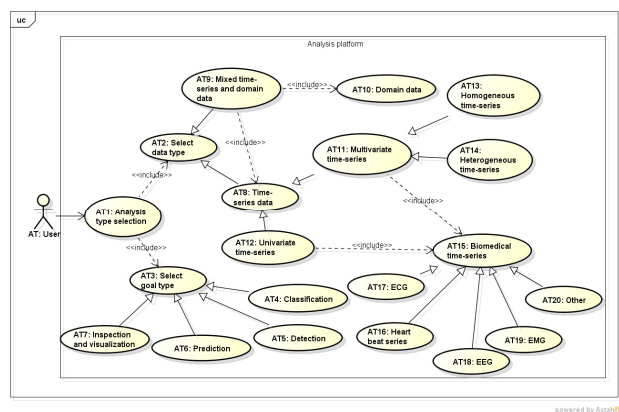 uc
Analysis platform
AT9: Mixed time-
series and domain
data
<<include>>
AT10: Domain data
AT13:
Homogeneous
time-series
AT2: Select
data type
<<include>>
AT11: Multivariate
time-series
AT14:
Heterogeneous
time-series
<<include>>
AT8: Time-
series data
AT1: Analysis
type selection
AT: User
<<include>>
AT12: Univariate
time-series
<<include>>
AT15: Biomedical
time-series
AT3: Select
goal type
AT4: Classification
AT17: ECG
AT20: Other
AT7: Inspection
and visualization
AT6: Prediction
AT5: Detection
AT16: Heart
beat series
AT19: EMG
AT18: EEG
powered by Astah